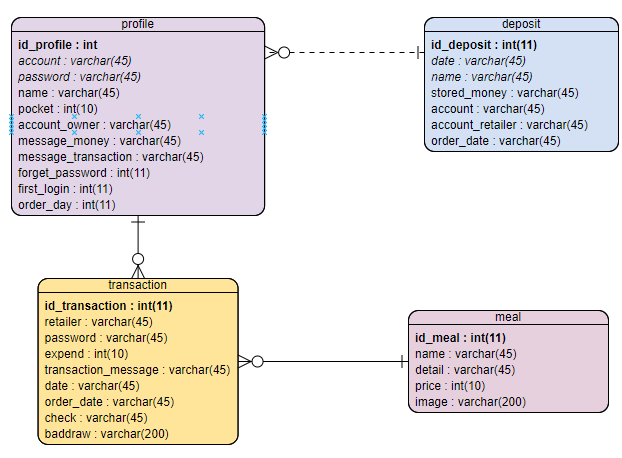 profile
id_profile : int
account : varchar(45)
password : varchar(45)
name : varchar(45)
pocket : int(10)
account_owner : varchar(45)
message_money : varchar(45)
message_transaction : varchar(45)
forget_password : int(11)
first_login : int(11)
order_day : int(11)
deposit
id_deposit : int(11)
date : varchar(45)
name : varchar(45)
stored_money : varchar(45)
account : varchar(45)
account_retailer : varchar(45)
order_date : varchar(45)
transaction
id_transaction : int(11)
retailer : varchar(45)
password : varchar(45)
expend : int(10)
transaction_message : varchar(45)
date : varchar(45)
order_date : varchar(45)
check : varchar(45)
baddraw : varchar(200)
meal
id_meal : int(11)
name : varchar(45)
detail : varchar(45)
price : int(10)
image : varchar(200)